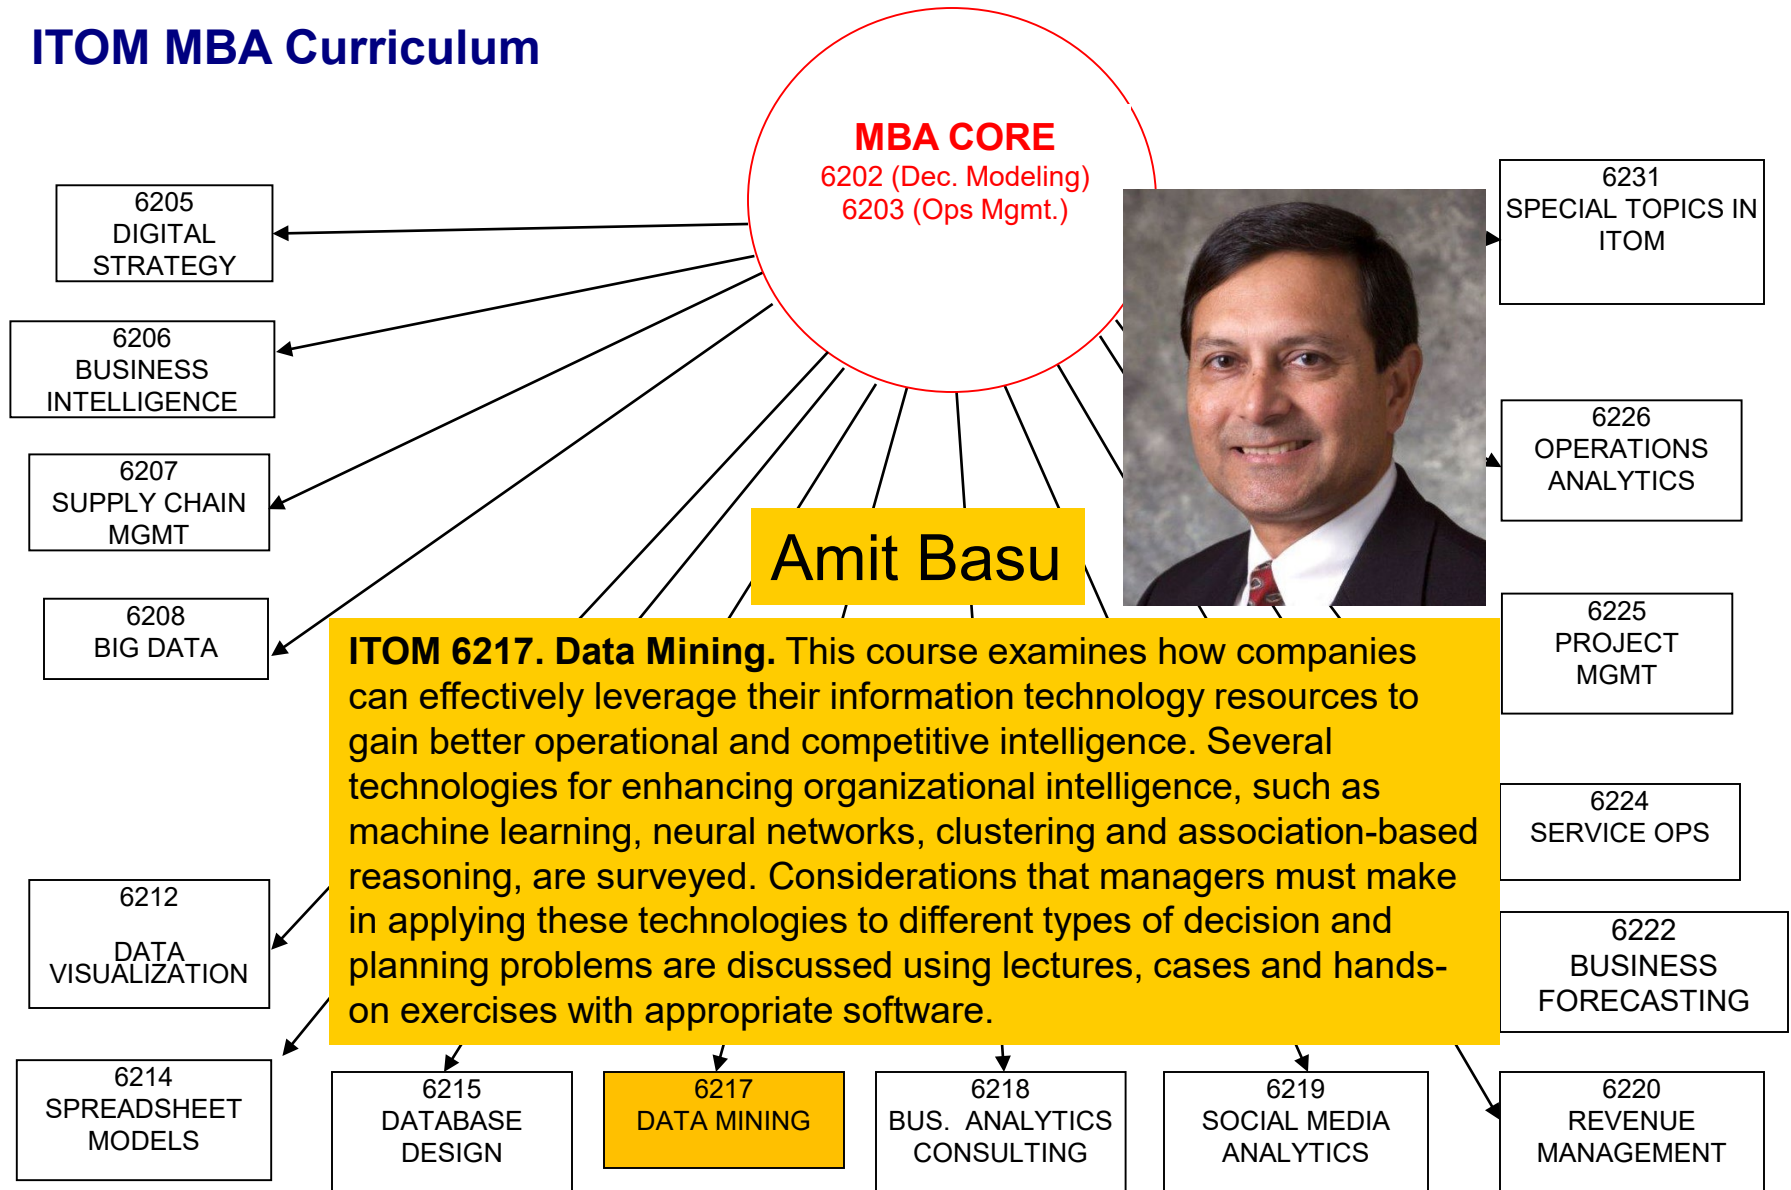 ITOM MBA Curriculum
MBA CORE
6202 (Dec. Modeling)
6203 (Ops Mgmt.)
6205
DIGITAL
STRATEGY
6206
BUSINESS
INTELLIGENCE
6207
SUPPLY CHAIN
MGMT
6208
BIG DATA
6212
DATA
VISUALIZATION
6214
SPREADSHEET
MODELS
6215
DATABASE
DESIGN
6217
DATA MINING
6218
BUS. ANALYTICS
CONSULTING
6219
SOCIAL MEDIA
ANALYTICS
6220
REVENUE
MANAGEMENT
6222
BUSINESS
FORECASTING
6224
SERVICE OPS
6225
PROJECT
MGMT
6226
OPERATIONS
ANALYTICS
6231
SPECIAL TOPICS IN
ITOM
Amit Basu
ITOM 6217. Data Mining. This course examines how companies
can effectively leverage their information technology resources to
gain better operational and competitive intelligence. Several
technologies for enhancing organizational intelligence, such as
machine learning, neural networks, clustering and association-based
reasoning, are surveyed. Considerations that managers must make
in applying these technologies to different types of decision and
planning problems are discussed using lectures, cases and hands-
on exercises with appropriate software.